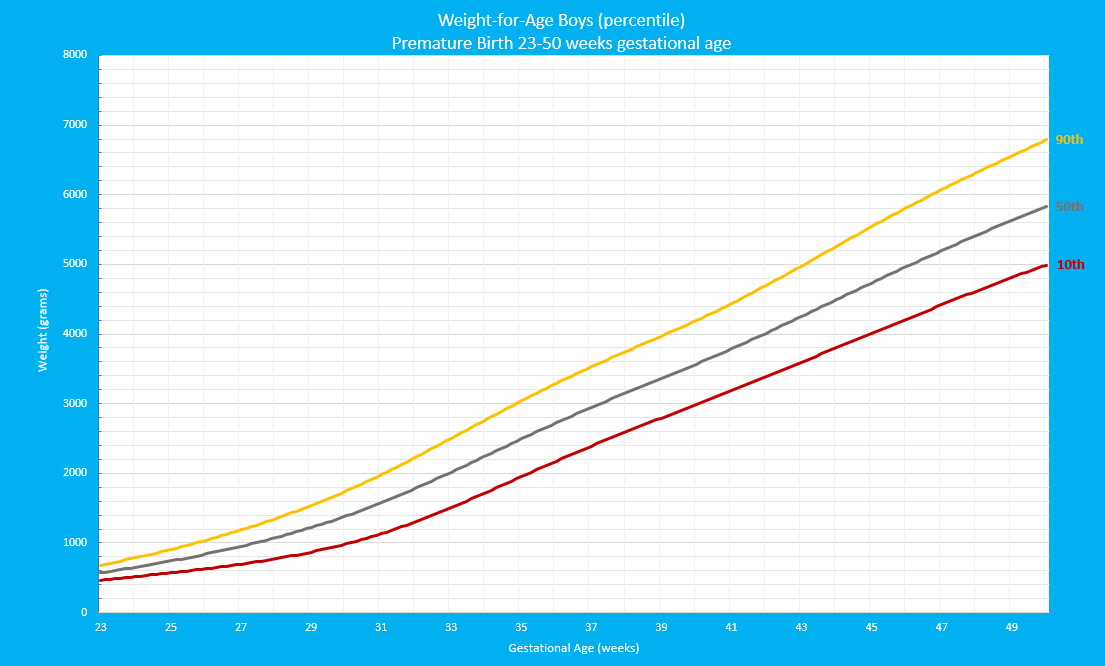 Weight-for-Age Boys (percentile)
Premature Birth 23-50 weeks gestational age
8000
7000
6000
5000
4000
3000
2000
1000
0
Weight (grams)
90th
50th
10th
23 25 27 29 31 33 35 37 39 41 43 45 47 49
Gestational Age (weeks)